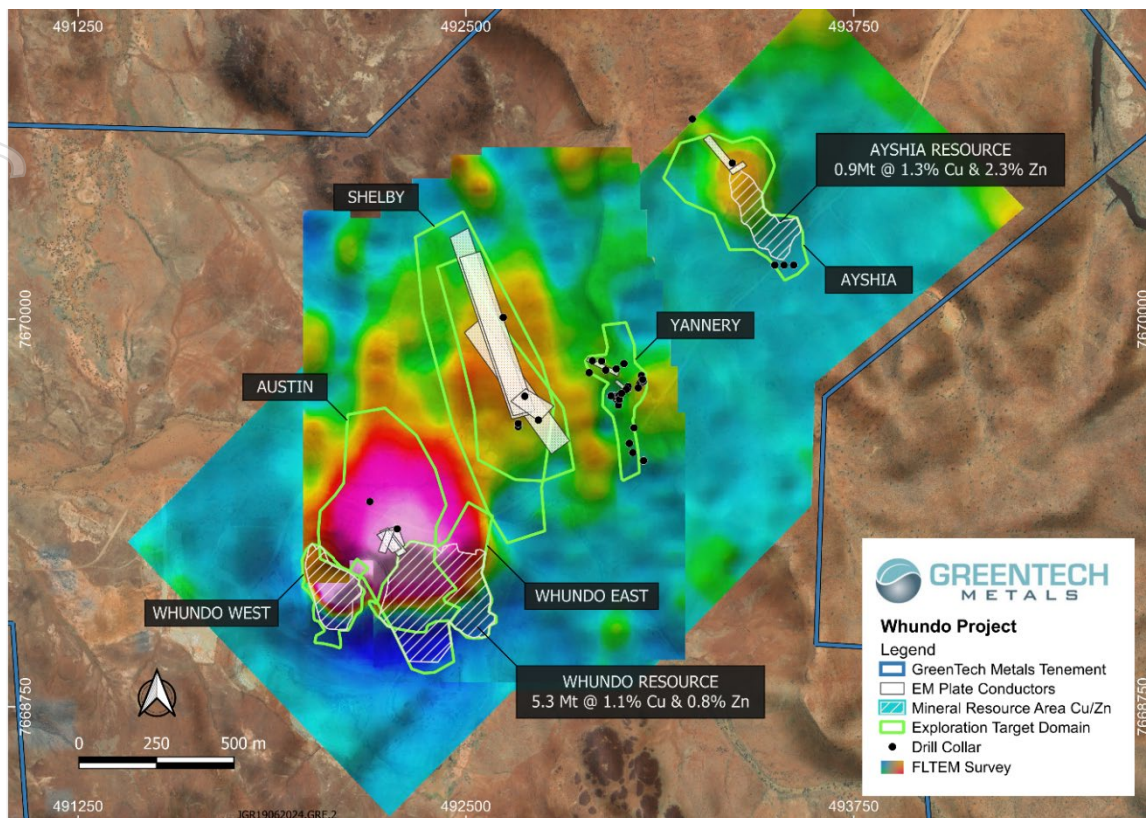 491250
492500
493750
AYSHIA RESOURCE
0.9Mt @ 1.3% Cu & 2.3% Zn
SHELBY
AYSHIA
7670000
7670000
YANNERY
AUSTIN
WHUNDO WEST
WHUNDO EAST
WHUNDO RESOURCE
5.3 Mt @ 1.1% Cu & 0.8% Zn
7668750
7668750
0 250 500 m
GREENTECH
METALS
Whundo Project
Legend
GreenTech Metals Tenement
EM Plate Conductors
Mineral Resource Area Cu/Zn
Exploration Target Domain
Drill Collar
FLTEM Survey
JGR19062024.GRE.2
491250
492500
493750